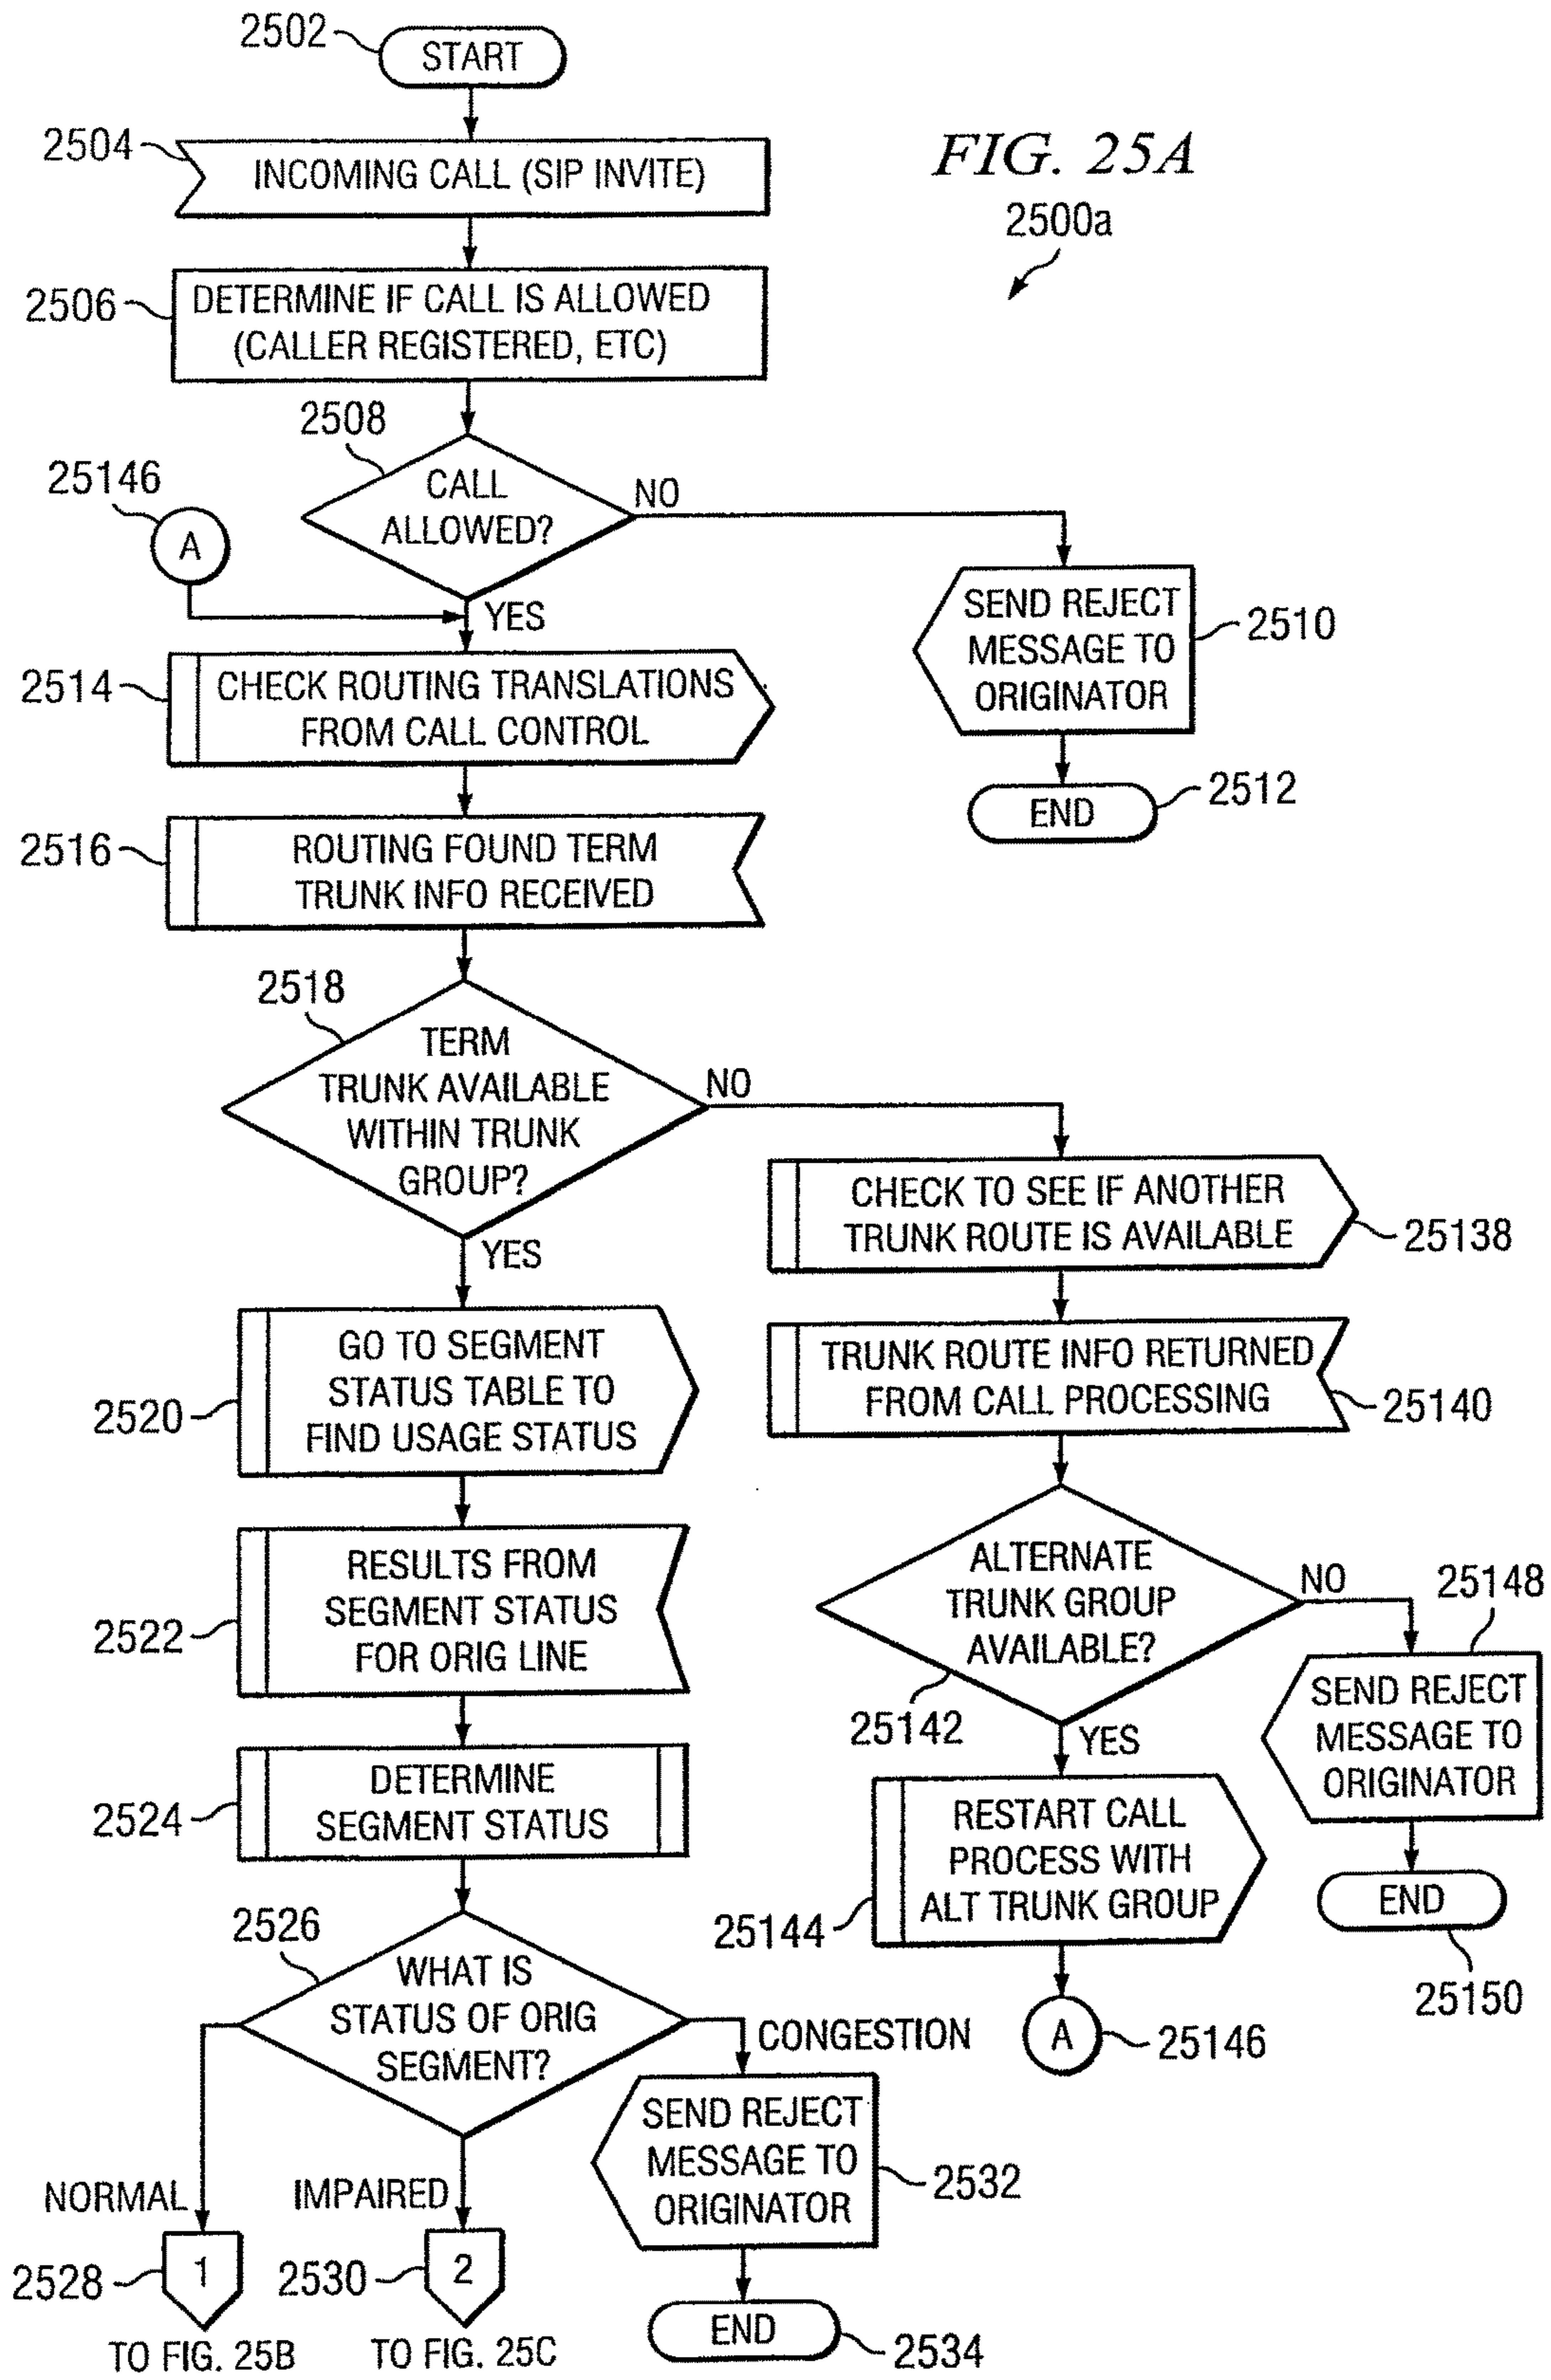 2502
START
2504
INCOMING CALL (SIP INVITE)
FIG. 25A
2500a
2506
DETERMINE IF CALL IS ALLOWED
(CALLER REGISTERED, ETC)
2508
CALL
ALLOWED?
NO
25146
A
YES
SEND REJECT
MESSAGE TO
ORIGINATOR
2510
2514
CHECK ROUTING TRANSLATIONS
FROM CALL CONTROL
END
2512
2516
ROUTING FOUND TERM
TRUNK INFO RECEIVED
2518
TERM
TRUNK AVAILABLE
WITHIN TRUNK
GROUP?
NO
YES
CHECK TO SEE IF ANOTHER
TRUNK ROUTE IS AVAILABLE
25138
2520
GO TO SEGMENT
STATUS TABLE TO
FIND USAGE STATUS
TRUNK ROUTE INFO RETURNED
FROM CALL PROCESSING
25140
2522
RESULTS FROM
SEGMENT STATUS
FOR ORIG LINE
ALTERNATE
TRUNK GROUP
AVAILABLE?
25142
NO
25148
SEND REJECT
MESSAGE TO
ORIGINATOR
YES
2524
DETERMINE
SEGMENT STATUS
RESTART CALL
PROCESS WITH
ALT TRUNK GROUP
25144
END
25150
2526
WHAT IS
STATUS OF ORIG
SEGMENT?
CONGESTION
A
25146
SEND REJECT
MESSAGE TO
ORIGINATOR
2532
NORMAL
IMPAIRED
2528
1
2530
2
END
2534
TO FIG. 25B
TO FIG. 25C